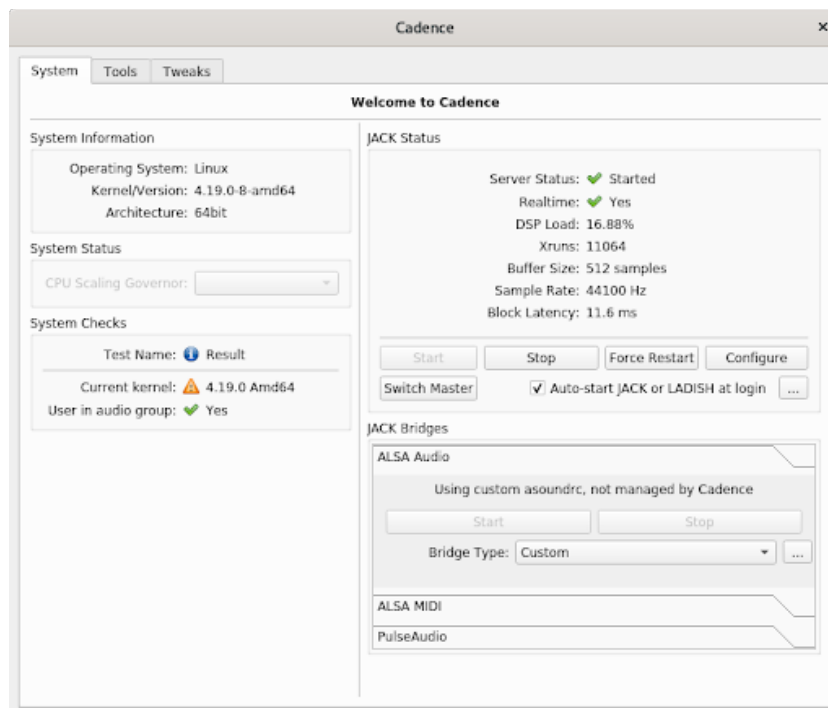 Cadence
System Tools Tweaks
Welcome to Cadence
System Information
Operating System: Linux
Kernel/Version: 4.19.0-8-amd64
Architecture: 64bit
System Status
CPU Scaling Governor:
System Checks
Test Name: Result
Current kernel: 4.19.0 Amd64
User in audio group: Yes
JACK Status
Server Status: Started
Realtime: Yes
DSP Load: 16.88%
Xruns: 11064
Buffer Size: 512 samples
Sample Rate: 44100 Hz
Block Latency: 11.6 ms
Start Stop Force Restart Configure
Switch Master Auto-start JACK or LADISH at login ...
JACK Bridges
ALSA Audio
Using custom asoundrc, not managed by Cadence
Start Stop
Bridge Type: Custom ...
ALSA MIDI
PulseAudio